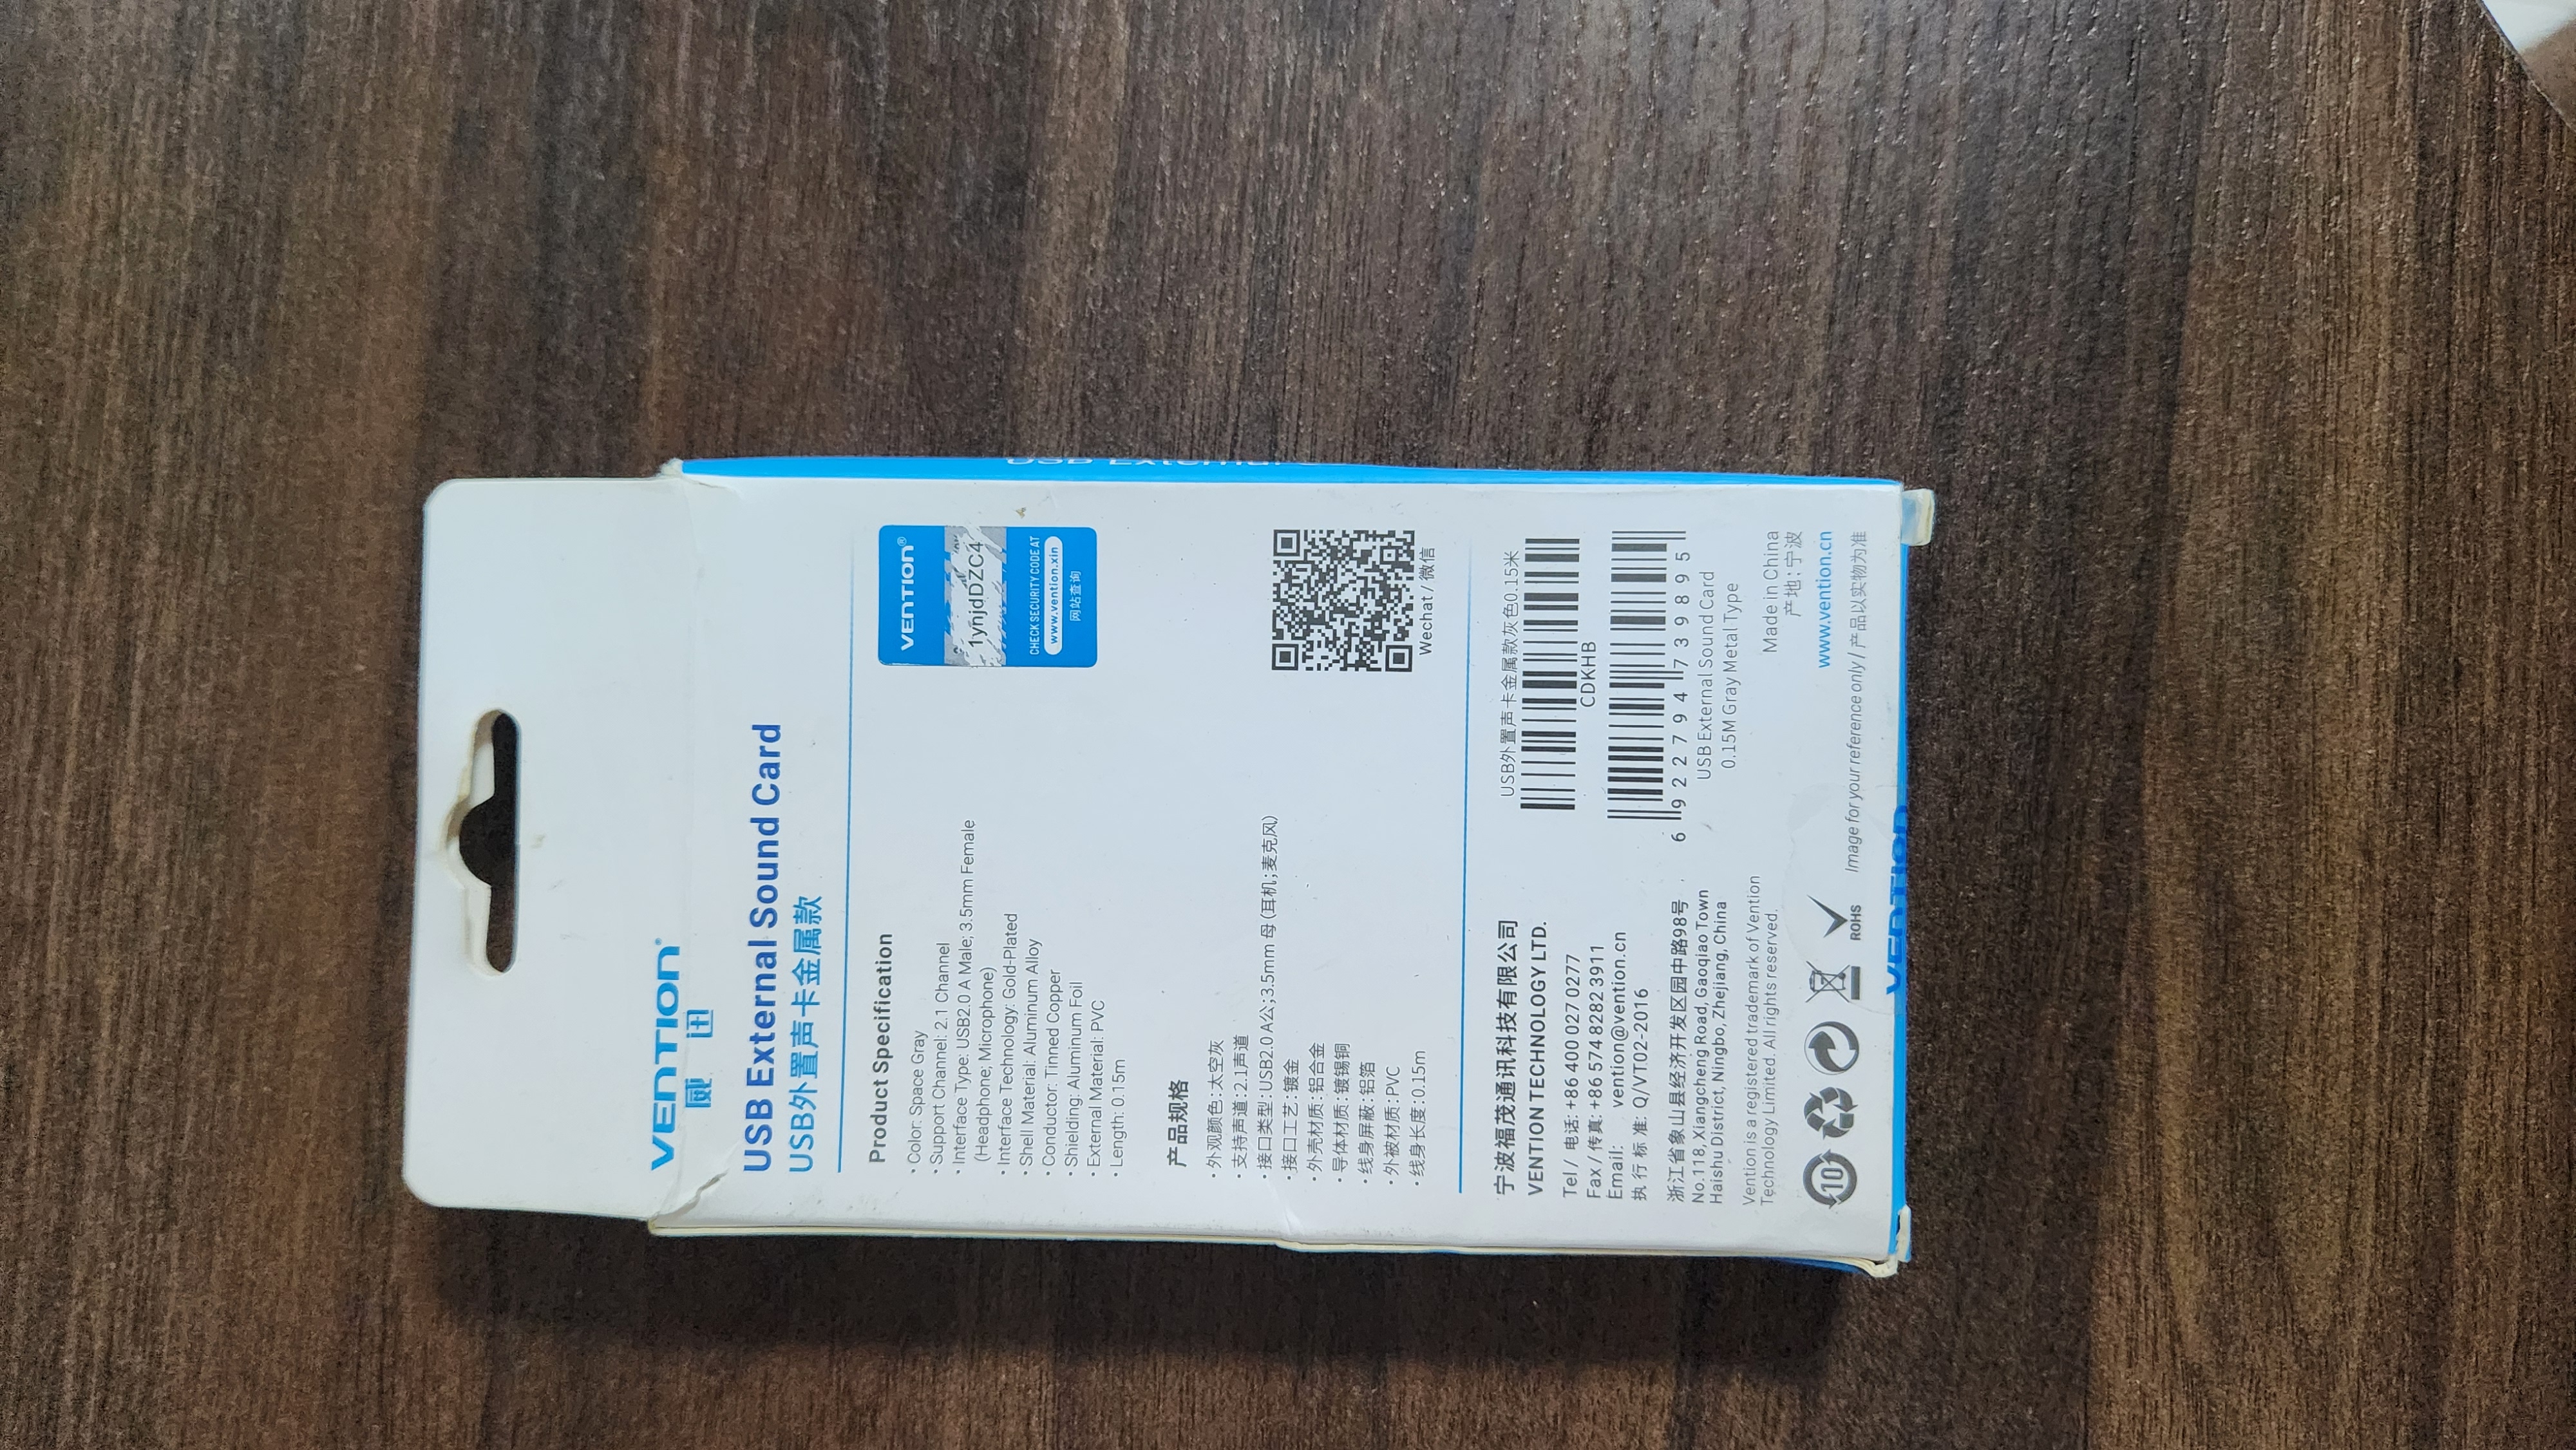 VENTION®
威 迅
USB External Sound Card
USB外置声卡金属款
VENTION®
1ynjdDZC4
CHECK SECURITY CODE AT
www.vention.xin
网站查询
Product Specification
· Color: Space Gray
· Support Channel: 2.1 Channel
· Interface Type: USB2.0 A Male; 3.5mm Female
(Headphone; Microphone)
· Interface Technology: Gold-Plated
· Shell Material: Aluminum Alloy
· Conductor: Tinned Copper
· Shielding: Aluminum Foil
· External Material: PVC
· Length: 0.15m
产品规格
· 外观颜色:太空灰
· 支持声道:2.1声道
· 接口类型:USB2.0 A公;3.5mm 母(耳机;麦克风)
· 接口工艺:镀金
· 外壳材质:铝合金
· 导体材质:镀锡铜
· 线身屏蔽:铝箔
· 外被材质:PVC
· 线身长度:0.15m
Wechat / 微信
宁波福茂通讯科技有限公司
VENTION TECHNOLOGY LTD.
Tel / 电话: +86 400 027 0277
Fax / 传真: +86 574 8282 3911
Email: vention@vention.cn
执 行 标 准: Q/VT02-2016
浙江省象山县经济开发区园中路98号
No.118, Xiangcheng Road, Gaoqiao Town
Haishu District, Ningbo, Zhejiang, China
Vention is a registered trademark of Vention
Technology Limited. All rights reserved.
USB外置声卡金属款灰色0.15米
CDKHB
6 922794 739895
USB External Sound Card
0.15M Gray Metal Type
Made in China
产地:宁波
www.vention.cn
10
ROHS
Image for your reference only / 产品以实物为准
VENTION
USB External